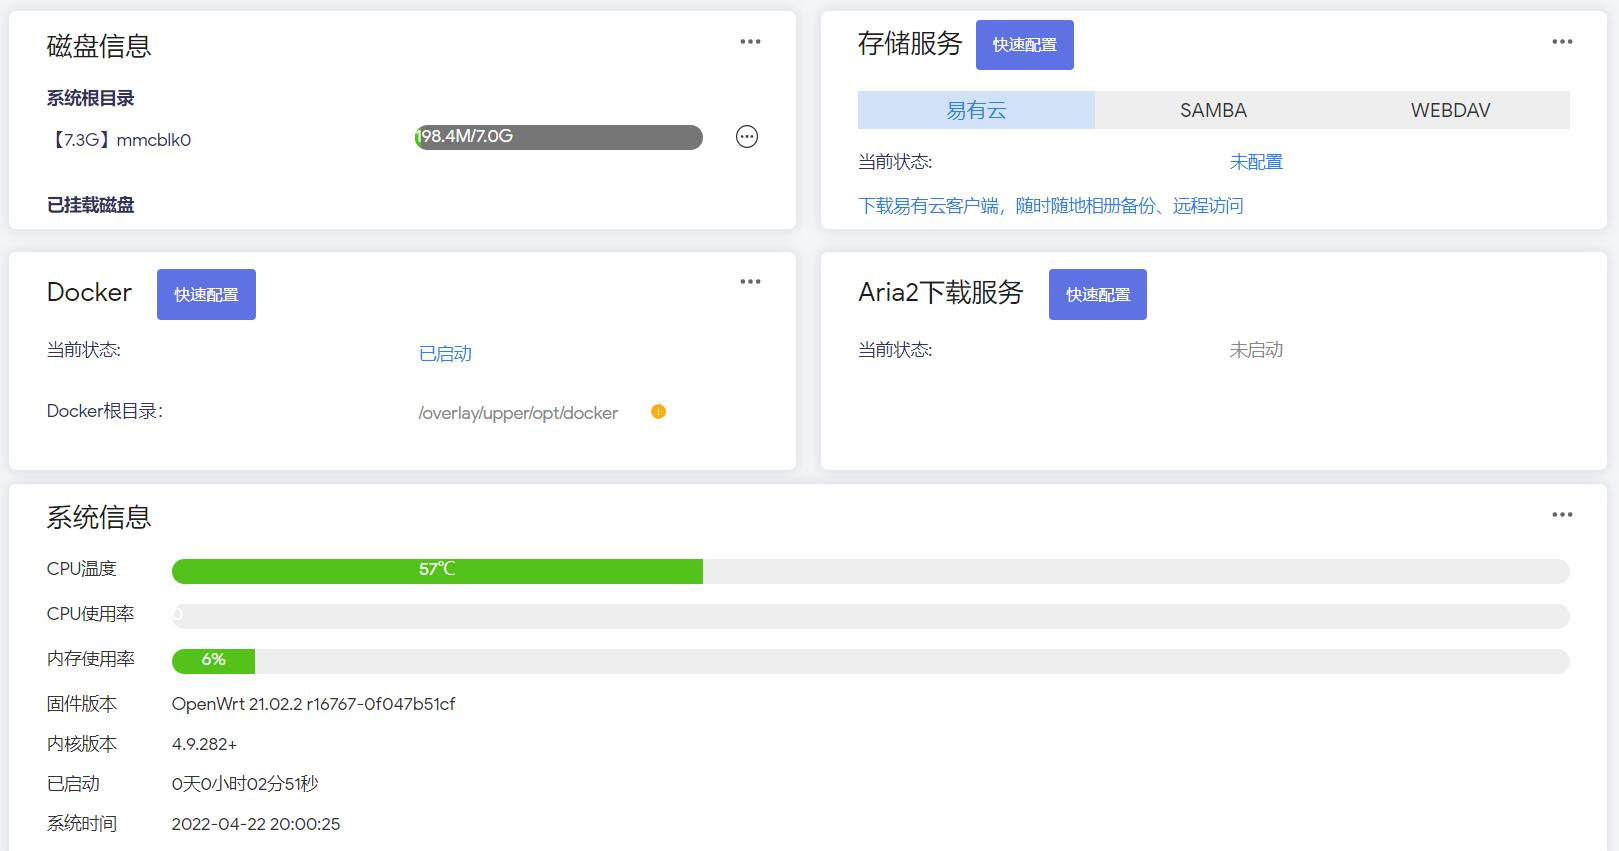 磁盘信息
系统根目录
【7.3G】mmcblk0
198.4M/7.0G
已挂载磁盘
存储服务
快速配置
易有云
SAMBA
WEBDAV
当前状态:
未配置
下载易有云客户端，随时随地相册备份、远程访问
Docker
快速配置
当前状态:
已启动
Docker根目录：
/overlay/upper/opt/docker
Aria2下载服务
快速配置
当前状态:
未启动
系统信息
CPU温度
57℃
CPU使用率
0
内存使用率
6%
固件版本
OpenWrt 21.02.2 r16767-0f047b51cf
内核版本
4.9.282+
已启动
0天0小时02分51秒
系统时间
2022-04-22 20:00:25